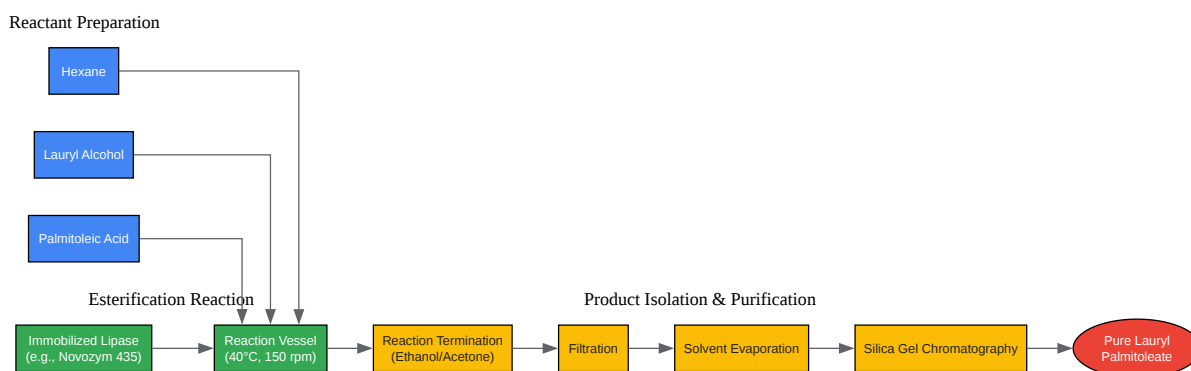 Reactant Preparation
Hexane
Lauryl Alcohol
Palmitoleic Acid
Esterification Reaction
Product Isolation & Purification
Immobilized Lipase
(e.g., Novozym 435)
Reaction Vessel
(40°C, 150 rpm)
Reaction Termination
(Ethanol/Acetone)
Filtration
Solvent Evaporation
Silica Gel Chromatography
Pure Lauryl
Palmitoleate